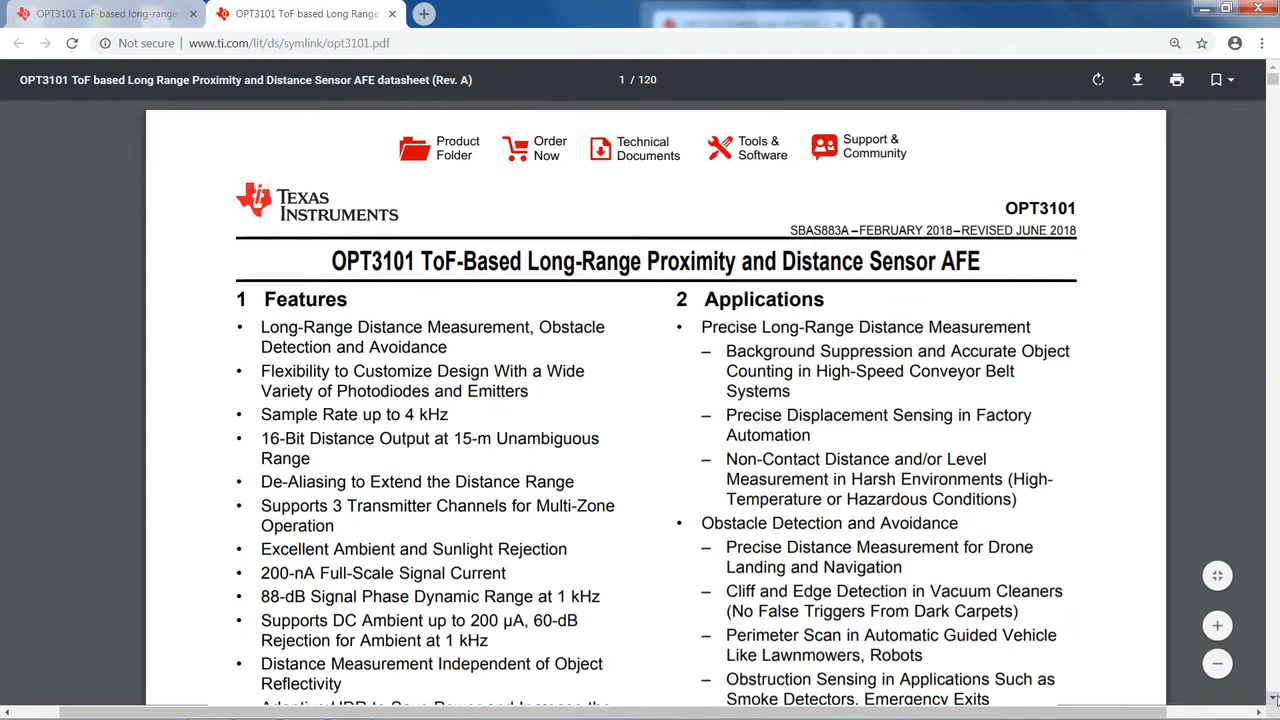 OPT3101 ToF based long-range
OPT3101 ToF based Long Range
Not secure
www.ti.com/lit/ds/symlink/opt3101.pdf
OPT3101 ToF based Long Range Proximity and Distance Sensor AFE datasheet (Rev. A)
1 / 120
Product
Folder
Order
Now
Technical
Documents
Tools &
Software
Support &
Community
TEXAS
INSTRUMENTS
OPT3101
SBAS883A – FEBRUARY 2018 – REVISED JUNE 2018
OPT3101 ToF-Based Long-Range Proximity and Distance Sensor AFE
1 Features
• Long-Range Distance Measurement, Obstacle
Detection and Avoidance
• Flexibility to Customize Design With a Wide
Variety of Photodiodes and Emitters
• Sample Rate up to 4 kHz
• 16-Bit Distance Output at 15-m Unambiguous
Range
• De-Aliasing to Extend the Distance Range
• Supports 3 Transmitter Channels for Multi-Zone
Operation
• Excellent Ambient and Sunlight Rejection
• 200-nA Full-Scale Signal Current
• 88-dB Signal Phase Dynamic Range at 1 kHz
• Supports DC Ambient up to 200 µA, 60-dB
Rejection for Ambient at 1 kHz
• Distance Measurement Independent of Object
Reflectivity
2 Applications
• Precise Long-Range Distance Measurement
– Background Suppression and Accurate Object
Counting in High-Speed Conveyor Belt
Systems
– Precise Displacement Sensing in Factory
Automation
– Non-Contact Distance and/or Level
Measurement in Harsh Environments (High-
Temperature or Hazardous Conditions)
• Obstacle Detection and Avoidance
– Precise Distance Measurement for Drone
Landing and Navigation
– Cliff and Edge Detection in Vacuum Cleaners
(No False Triggers From Dark Carpets)
– Perimeter Scan in Automatic Guided Vehicle
Like Lawnmowers, Robots
– Obstruction Sensing in Applications Such as
Smoke Detectors, Emergency Exits